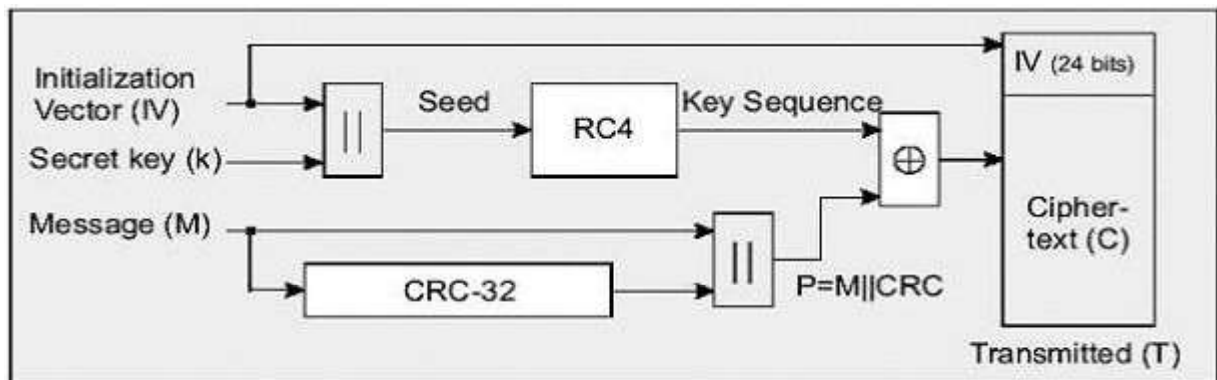 Initialization
Vector (IV)
Secret key (k)
||
Seed
RC4
Key Sequence
⊕
IV (24 bits)
Cipher-
text (C)
Message (M)
CRC-32
||
P=M||CRC
Transmitted (T)